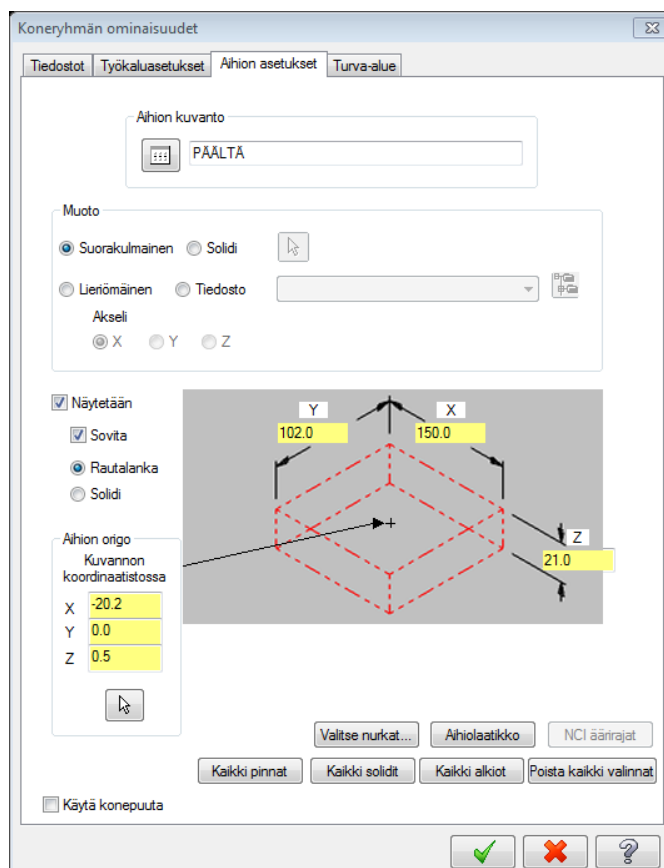 Koneryhmän ominaisuudet
Tiedostot Työkaluasetukset Aihion asetukset Turva-alue
Aihion kuvanto
PÄÄLTÄ
Muoto
Suorakulmainen Solidi
Lieriömäinen Tiedosto
Akseli
X Y Z
Näytetään
Sovita
Rautalanka
Solidi
Y X
102.0 150.0
Z
21.0
Aihion origo
Kuvannon
koordinaatistossa
X -20.2
Y 0.0
Z 0.5
Valitse nurkat... Aihiolaatikko NCI äärirajat
Kaikki pinnat Kaikki solidit Kaikki alkiot Poista kaikki valinnat
Käytä konepuuta